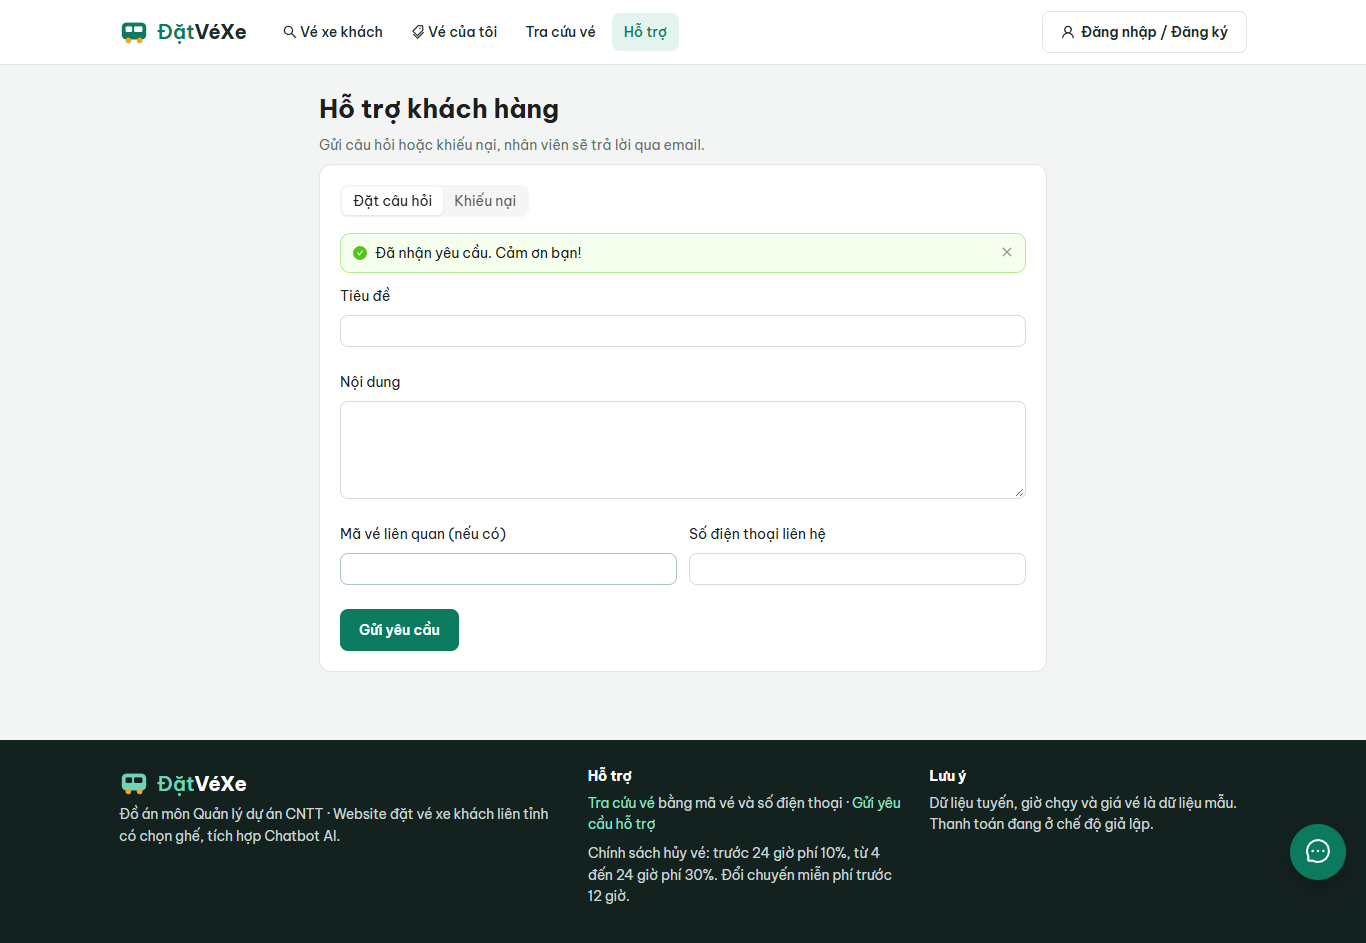 ĐặtVéXe
Vé xe khách
Vé của tôi
Tra cứu vé
Hỗ trợ
Đăng nhập / Đăng ký
Hỗ trợ khách hàng
Gửi câu hỏi hoặc khiếu nại, nhân viên sẽ trả lời qua email.
Đặt câu hỏi
Khiếu nại
Đã nhận yêu cầu. Cảm ơn bạn!
Tiêu đề
Nội dung
Mã vé liên quan (nếu có)
Số điện thoại liên hệ
Gửi yêu cầu
ĐặtVéXe
Đồ án môn Quản lý dự án CNTT · Website đặt vé xe khách liên tỉnh
có chọn ghế, tích hợp Chatbot AI.
Hỗ trợ
Tra cứu vé bằng mã vé và số điện thoại · Gửi yêu
cầu hỗ trợ
Chính sách hủy vé: trước 24 giờ phí 10%, từ 4
đến 24 giờ phí 30%. Đổi chuyến miễn phí trước
12 giờ.
Lưu ý
Dữ liệu tuyến, giờ chạy và giá vé là dữ liệu mẫu.
Thanh toán đang ở chế độ giả lập.